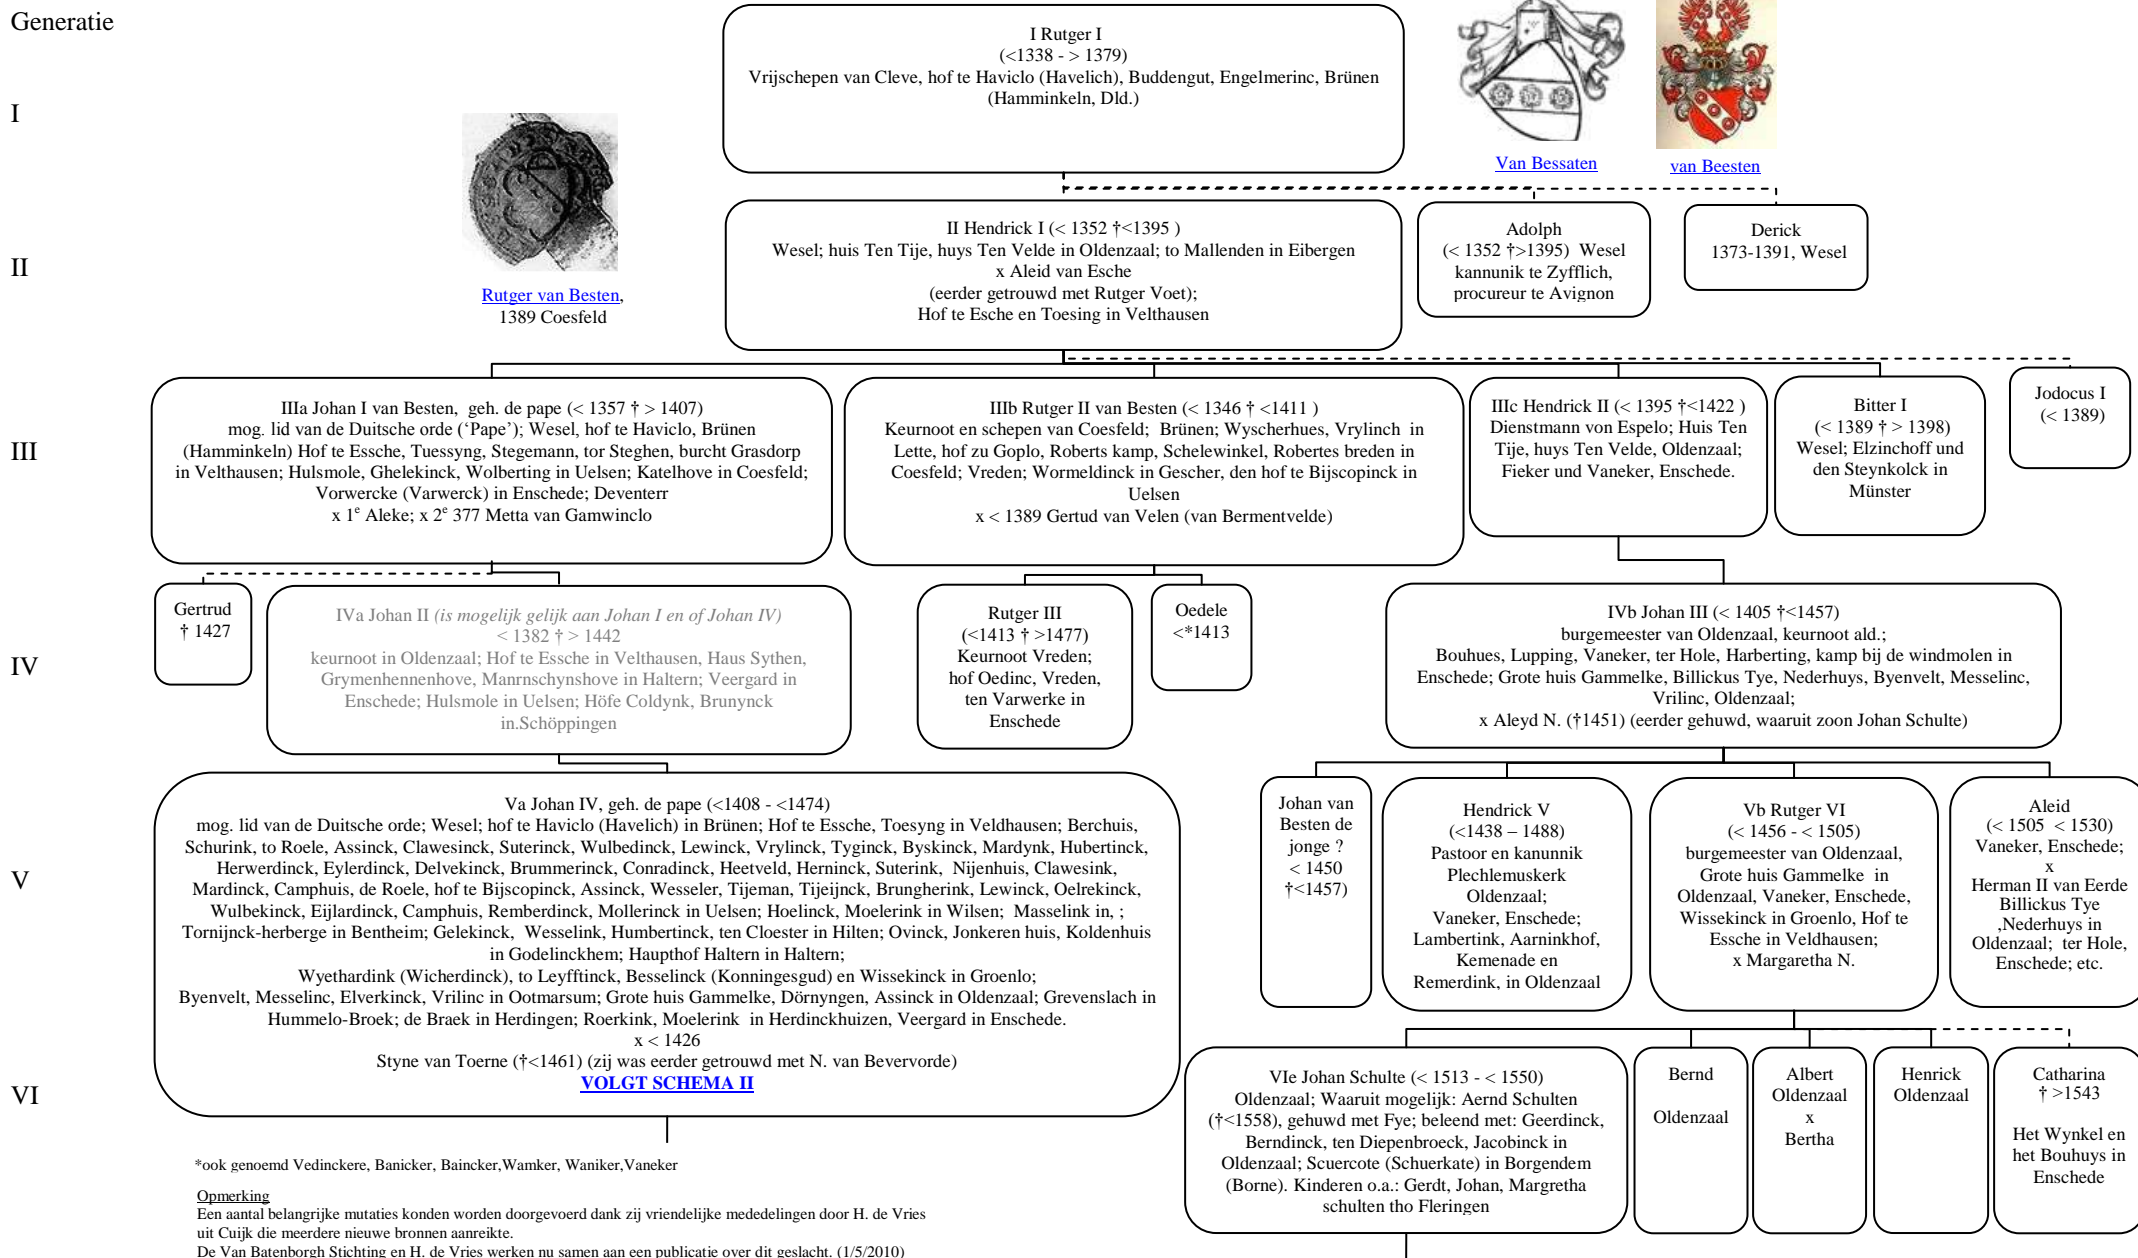 Generatie
I
II
III
IV
V
VI
I Rutger I
(<1338 - > 1379)
Vrijschepen van Cleve, hof te Haviclo (Havelich), Buddengut, Engelmerinc, Brünen
(Hamminkeln, Dld.)
Van Bessaten
van Beesten
Rutger van Besten,
1389 Coesfeld
II Hendrick I (< 1352 †<1395 )
Wesel; huis Ten Tije, huys Ten Velde in Oldenzaal; to Mallenden in Eibergen
x Aleid van Esche
(eerder getrouwd met Rutger Voet);
Hof te Esche en Toesing in Velthausen
Adolph
(< 1352 †>1395)  Wesel
kannunik te Zyfflich,
procureur te Avignon
Derick
1373-1391, Wesel
IIIa Johan I van Besten,  geh. de pape (< 1357 † > 1407)
mog. lid van de Duitsche orde (‘Pape’); Wesel, hof te Haviclo, Brünen
(Hamminkeln) Hof te Essche, Tuessyng, Stegemann, tor Steghen, burcht Grasdorp
in Velthausen; Hulsmole, Ghelekinck, Wolberting in Uelsen; Katelhove in Coesfeld;
Vorwercke (Varwerck) in Enschede; Deventerr
x 1e Aleke; x 2e 377 Metta van Gamwinclo
IIIb Rutger II van Besten (< 1346 † <1411 )
Keurnoot en schepen van Coesfeld;  Brünen; Wyscherhues, Vrylinch  in
Lette, hof zu Goplo, Roberts kamp, Schelewinkel, Robertes breden in
Coesfeld; Vreden; Wormeldinck in Gescher, den hof te Bijscopinck in
Uelsen
x < 1389 Gertud van Velen (van Bermentvelde)
IIIc Hendrick II (< 1395 †<1422 )
Dienstmann von Espelo; Huis Ten
Tije, huys Ten Velde, Oldenzaal;
Fieker und Vaneker, Enschede.
Bitter I
(< 1389 † > 1398)
Wesel; Elzinchoff und
den Steynkolck in
Münster
Jodocus I
(< 1389)
Gertrud
† 1427
IVa Johan II (is mogelijk gelijk aan Johan I en of Johan IV)
< 1382 † > 1442
keurnoot in Oldenzaal; Hof te Essche in Velthausen, Haus Sythen,
Grymenhennenhove, Manrnschynshove in Haltern; Veergard in
Enschede; Hulsmole in Uelsen; Höfe Coldynk, Brunynck
in.Schöppingen
Rutger III
(<1413 † >1477)
Keurnoot Vreden;
hof Oedinc, Vreden,
ten Varwerke in
Enschede
Oedele
<*1413
IVb Johan III (< 1405 †<1457)
burgemeester van Oldenzaal, keurnoot ald.;
Bouhues, Lupping, Vaneker, ter Hole, Harberting, kamp bij de windmolen in
Enschede; Grote huis Gammelke, Billickus Tye, Nederhuys, Byenvelt, Messelinc,
Vrilinc, Oldenzaal;
x Aleyd N. (†1451) (eerder gehuwd, waaruit zoon Johan Schulte)
Va Johan IV, geh. de pape (<1408 - <1474)
mog. lid van de Duitsche orde; Wesel; hof te Haviclo (Havelich) in Brünen; Hof te Essche, Toesyng in Veldhausen; Berchuis,
Schurink, to Roele, Assinck, Clawesinck, Suterinck, Wulbedinck, Lewinck, Vrylinck, Tyginck, Byskinck, Mardynk, Hubertinck,
Herwerdinck, Eylerdinck, Delvekinck, Brummerinck, Conradinck, Heetveld, Herninck, Suterink,  Nijenhuis, Clawesink,
Mardinck, Camphuis, de Roele, hof te Bijscopinck, Assinck, Wesseler, Tijeman, Tijeijnck, Brungherink, Lewinck, Oelrekinck,
Wulbekinck, Eijlardinck, Camphuis, Remberdinck, Mollerinck in Uelsen; Hoelinck, Moelerink in Wilsen;  Masselink in, ;
Tornijnck-herberge in Bentheim; Gelekinck,  Wesselink, Humbertinck, ten Cloester in Hilten; Ovinck, Jonkeren huis, Koldenhuis
in Godelinckhem; Haupthof Haltern in Haltern;
Wyethardink (Wicherdinck), to Leyfftinck, Besselinck (Konningesgud) en Wissekinck in Groenlo;
Byenvelt, Messelinc, Elverkinck, Vrilinc in Ootmarsum; Grote huis Gammelke, Dörnyngen, Assinck in Oldenzaal; Grevenslach in
Hummelo-Broek; de Braek in Herdingen; Roerkink, Moelerink  in Herdinckhuizen, Veergard in Enschede.
x < 1426
Styne van Toerne (†<1461) (zij was eerder getrouwd met N. van Bevervorde)
VOLGT SCHEMA II
Johan van
Besten de
jonge ?
< 1450
†<1457)
Hendrick V
(<1438 – 1488)
Pastoor en kanunnik
Plechlemuskerk
Oldenzaal;
Vaneker, Enschede;
Lambertink, Aarninkhof,
Kemenade en
Remerdink, in Oldenzaal
Vb Rutger VI
(< 1456 - < 1505)
burgemeester van Oldenzaal,
Grote huis Gammelke  in
Oldenzaal, Vaneker, Enschede,
Wissekinck in Groenlo, Hof te
Essche in Veldhausen;
x Margaretha N.
Aleid
(< 1505  < 1530)
Vaneker, Enschede;
x
Herman II van Eerde
Billickus Tye
,Nederhuys in
Oldenzaal;  ter Hole,
Enschede; etc.
VIe Johan Schulte (< 1513 - < 1550)
Oldenzaal; Waaruit mogelijk: Aernd Schulten
(†<1558), gehuwd met Fye; beleend met: Geerdinck,
Berndinck, ten Diepenbroeck, Jacobinck in
Oldenzaal; Scuercote (Schuerkate) in Borgendem
(Borne). Kinderen o.a.: Gerdt, Johan, Margretha
schulten tho Fleringen
Bernd
Oldenzaal
Albert
Oldenzaal
x
Bertha
Henrick
Oldenzaal
Catharina
† >1543
Het Wynkel en
het Bouhuys in
Enschede
*ook genoemd Vedinckere, Banicker, Baincker,Wamker, Waniker,Vaneker
Opmerking
Een aantal belangrijke mutaties konden worden doorgevoerd dank zij vriendelijke mededelingen door H. de Vries
uit Cuijk die meerdere nieuwe bronnen aanreikte.
De Van Batenborgh Stichting en H. de Vries werken nu samen aan een publicatie over dit geslacht. (1/5/2010)